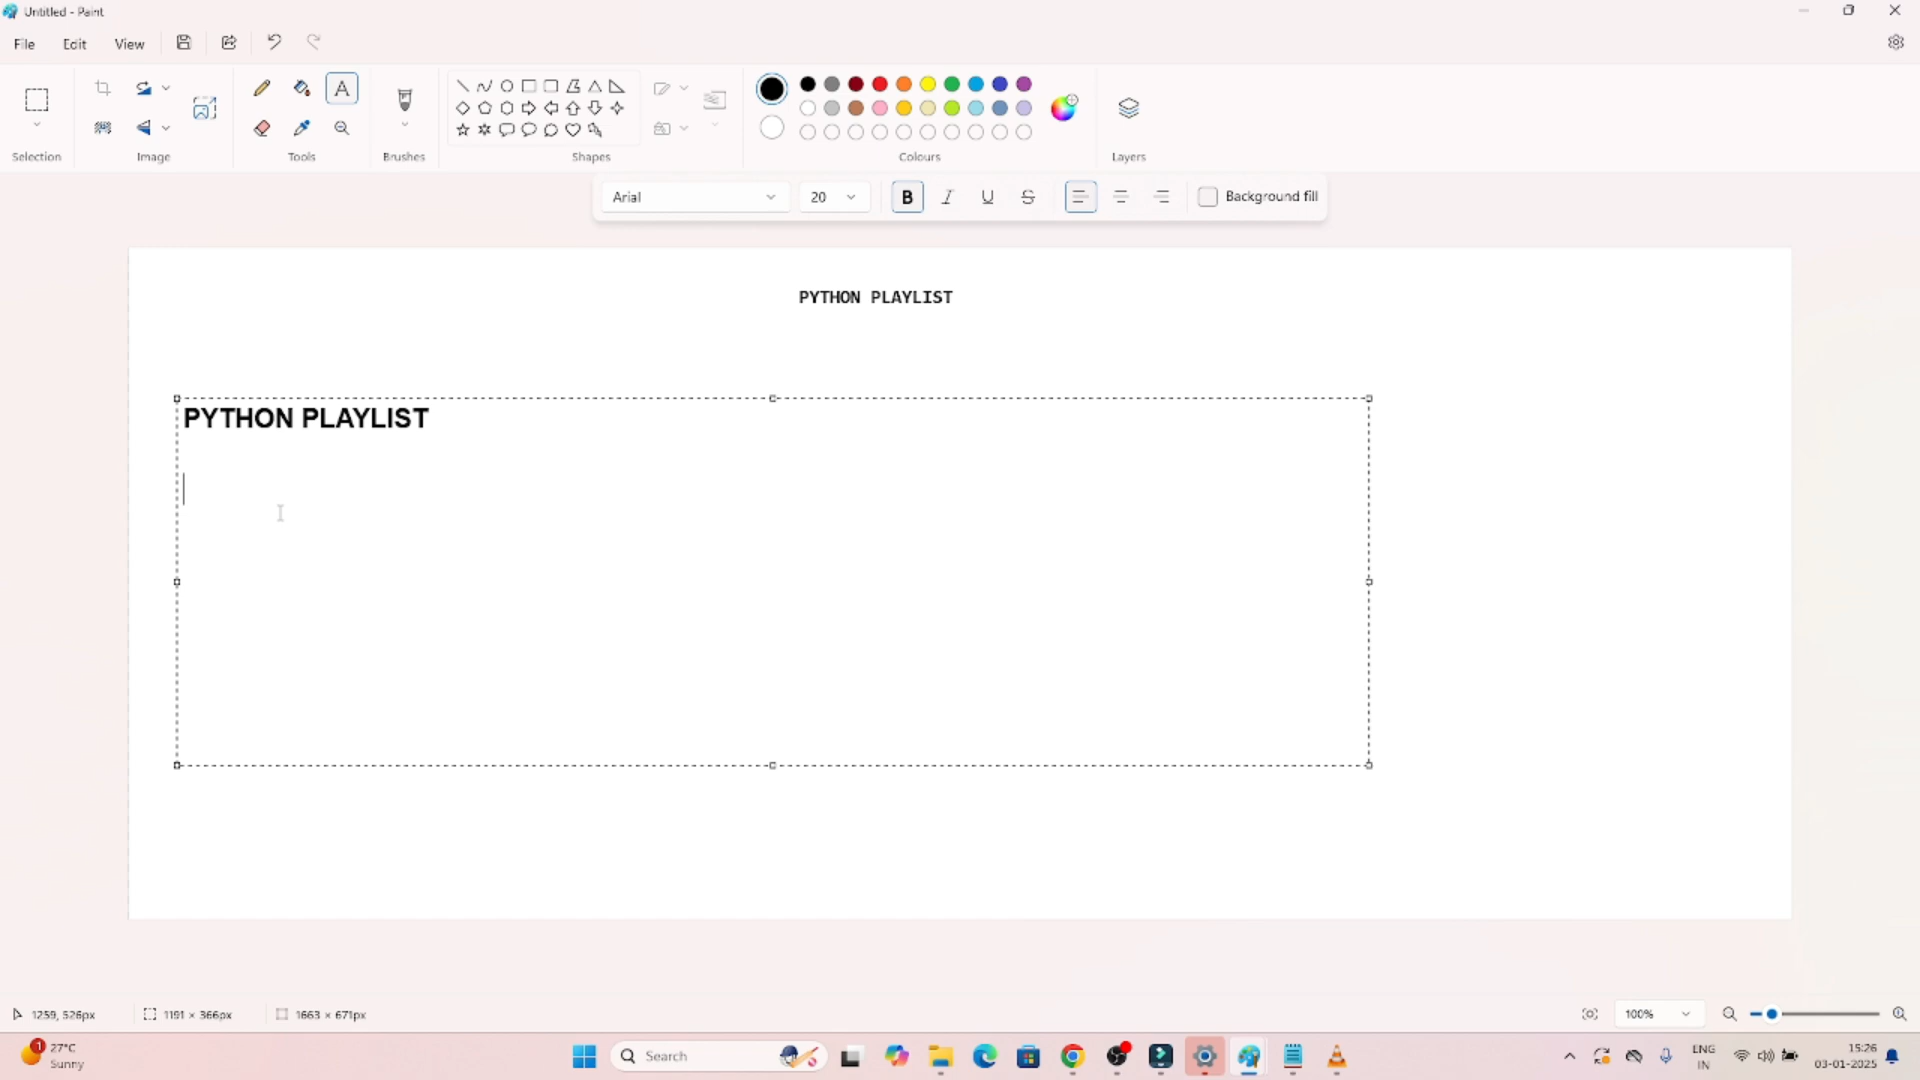 Untitled - Paint
File Edit View
Selection Image Tools Brushes Shapes Colours Layers
Arial 20 B I U S Background fill
PYTHON PLAYLIST
PYTHON PLAYLIST
1259, 526px 1191 × 366px 1663 × 671px 100%
27°C
Sunny
Search
ENG
IN
15:26
03-01-2025